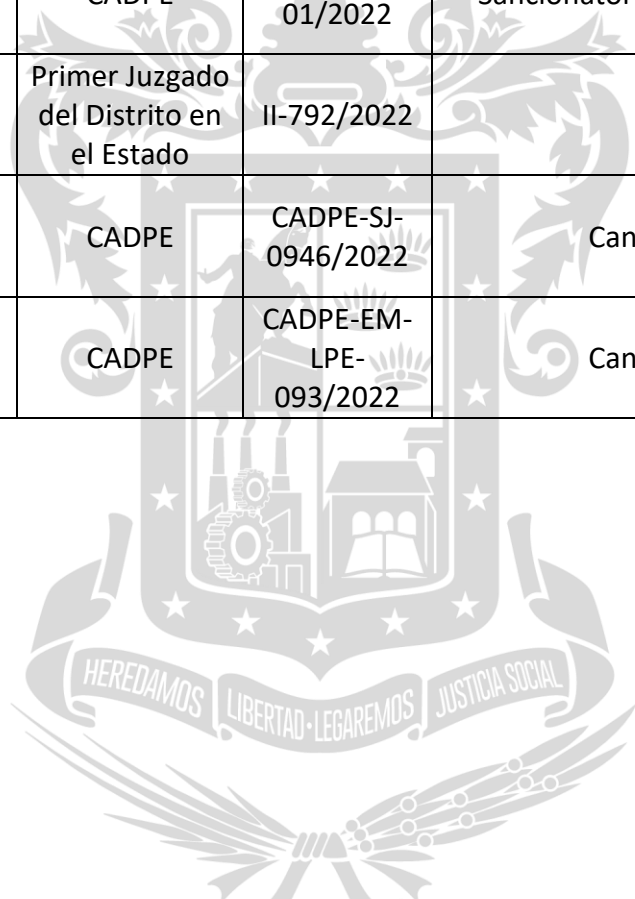 01/2022
Primer Juzgado
del Distrito en
el Estado
II-792/2022
CADPE
CADPE-SJ-
0946/2022
Can
CADPE
CADPE-EM-
LPE-
093/2022
Can
HEREDAMOS LIBERTAD·LEGAREMOS JUSTICIA SOCIAL